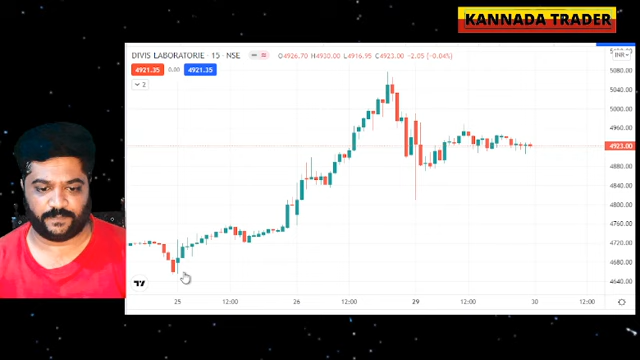 KANNADA TRADER
DIVIS LABORATORIE · 15 · NSE
O4926.70 H4930.00 L4916.95 C4923.00 −2.05 (−0.04%)
INR
4921.35 0.00 4921.35
2
5080.00
5040.00
5000.00
4960.00
4923.00
4880.00
4840.00
4800.00
4760.00
4720.00
4680.00
4640.00
25 12:00 26 12:00 29 12:00 30 12:00